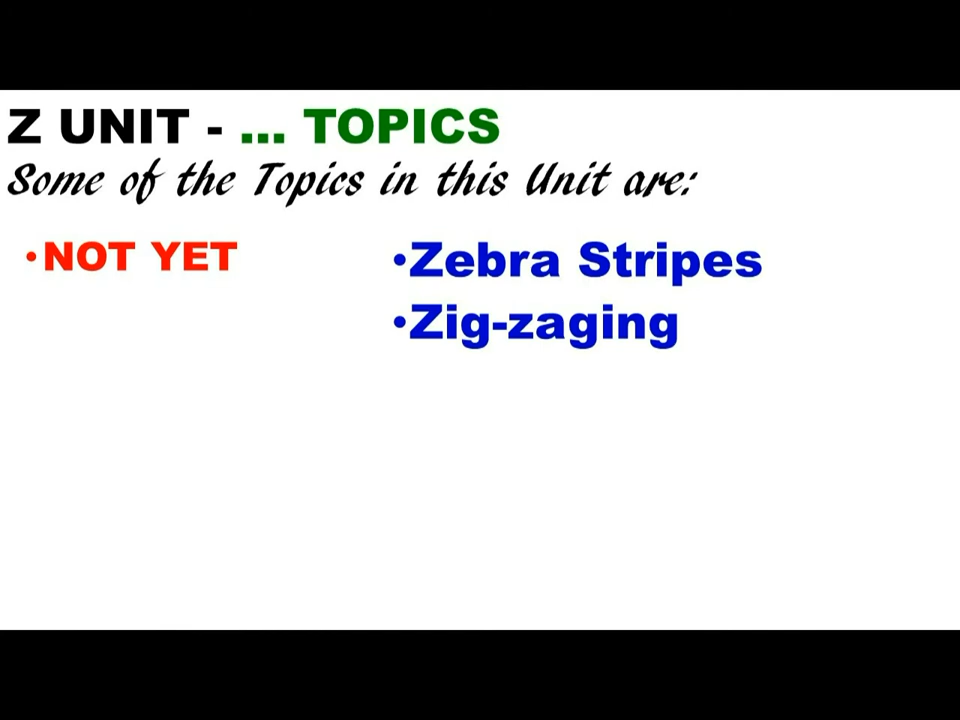 Z UNIT - ... TOPICS
Some of the Topics in this Unit are:
•NOT YET
•Zebra Stripes
•Zig-zaging